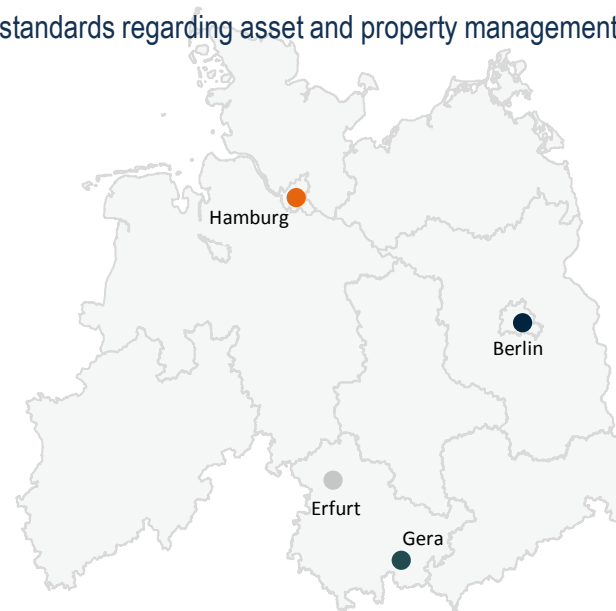 standards regarding asset and property management
Hamburg
Berlin
Erfurt
Gera